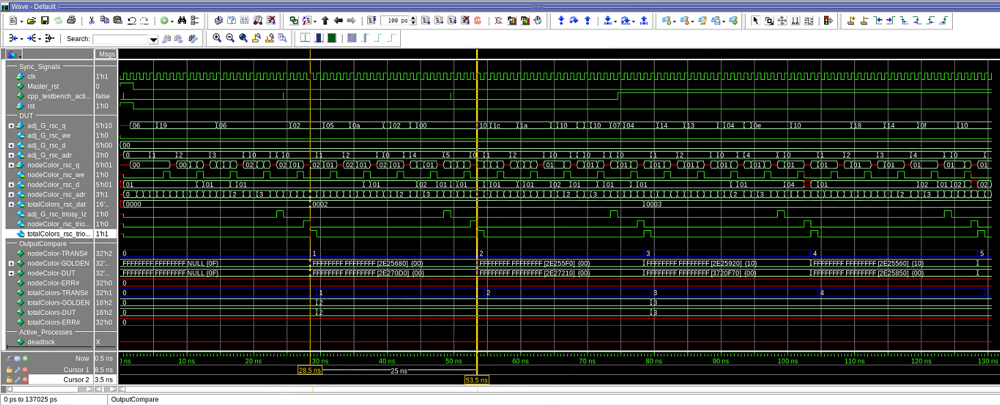 Wave - Default
100 ps
Search:
Msgs
Sync_Signals
clk 1'h1
Master_rst 0
cpp_testbench_acti... false
rst 1'h0
DUT
adj_G_rsc_q 5'h10 06 19 06 02 05 0a 02 00 10 1c 1a 10 10 07 04 14 13 04 0e 10 18 14 0f 10
adj_G_rsc_we 1'h0
adj_G_rsc_d 5'h00 00
adj_G_rsc_adr 3'h0 0 1 2 3 0 0 0 1 2 0 4 5 0 1 2 0 3 0 0 1 2 0 4 0 1 2 3 4 0
nodeColor_rsc_q 5'h01 00 00 02 02 01 02 01 02 01 02 01 01 01 01 01 01 01 01 01 01 01 01 01 01 01
nodeColor_rsc_we 1'h0
nodeColor_rsc_d 5'h01 01 01 01 01 01 02 01 01 01 01 02 01 01 01 01 04 01 02 01 02 02
nodeColor_rsc_adr 3'h1 0 2 3 2 3 2 3 2 3 2 3
totalColors_rsc_dat 16'... 0000 0002 0003
adj_G_rsc_triosy_lz 1'h0
nodeColor_rsc_trio... 1'h0
totalColors_rsc_trio... 1'h1
OutputCompare
nodeColor-TRANS# 32'h2 0 1 2 3 4 5
nodeColor-GOLDEN 32'... FFFFFFFF FFFFFFFF NULL {0F} FFFFFFFF FFFFFFFF [2E25680] {00} FFFFFFFF FFFFFFFF [2E255F0] {00} FFFFFFFF FFFFFFFF [2E25920] {10} FFFFFFFF FFFFFFFF [2E25560] {10}
nodeColor-DUT 32'... FFFFFFFF FFFFFFFF NULL {0F} FFFFFFFF FFFFFFFF [2E270D0] {00} FFFFFFFF FFFFFFFF [2E27210] {00} FFFFFFFF FFFFFFFF [3720F70] {00} FFFFFFFF FFFFFFFF [2E25850] {00}
nodeColor-ERR# 32'h0 0
totalColors-TRANS# 32'h1 0 1 2 3 4
totalColors-GOLDEN 16'h2 0 2 3
totalColors-DUT 16'h2 0 2 3
totalColors-ERR# 32'h0 0
Active_Processes
deadlock X
Now 0.5 ns ns 10 ns 20 ns 30 ns 40 ns 50 ns 60 ns 70 ns 80 ns 90 ns 100 ns 110 ns 120 ns 130 ns
Cursor 1 8.5 ns 28.5 ns 25 ns
Cursor 2 3.5 ns 53.5 ns
0 ps to 137025 ps OutputCompare